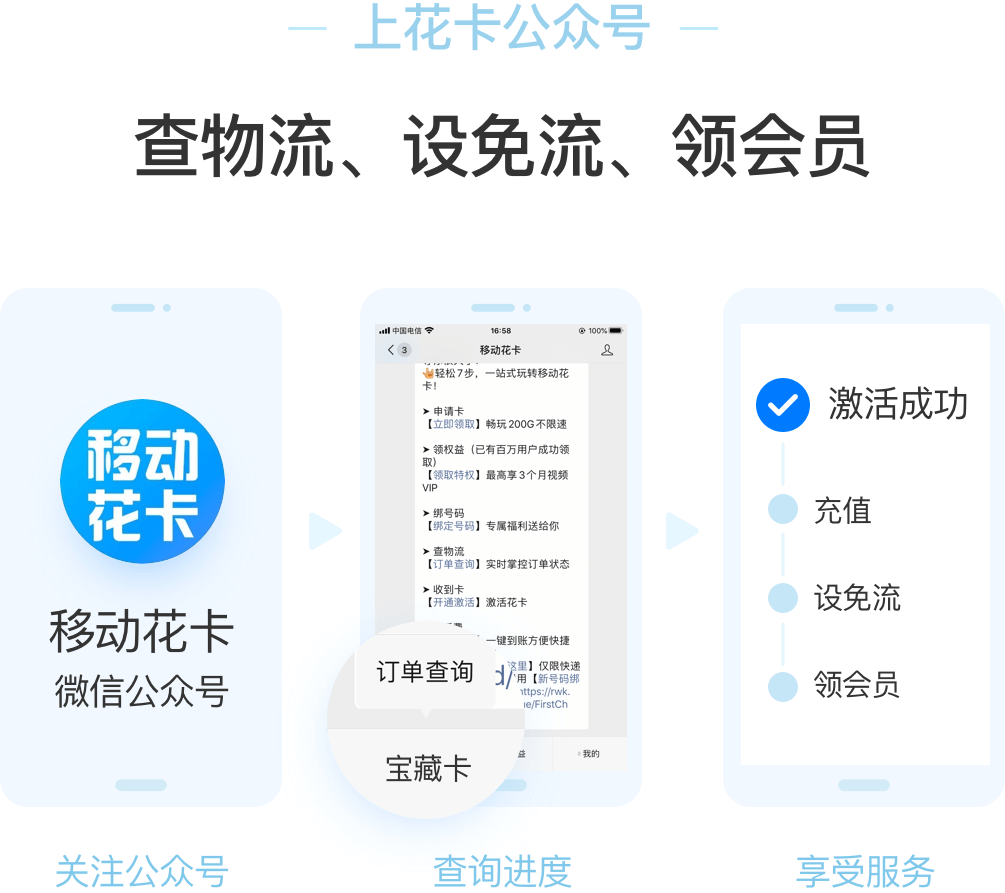 上花卡公众号
查物流、设免流、领会员
移动
花卡
移动花卡
微信公众号
关注公众号
中国电信
16:58
100%
3
移动花卡
🤟轻松7步，一站式玩转移动花
卡!
➤ 申请卡
【立即领取】畅玩200G不限速
➤ 领权益（已有百万用户成功领
取）
【领取特权】最高享3个月视频
VIP
➤ 绑号码
【绑定号码】专属福利送给你
➤ 查物流
【订单查询】实时掌控订单状态
➤ 收到卡
【开通激活】激活花卡
一键到账方便快捷
这里】仅限快递
d/
用【新号码绑
https://rwk.
ue/FirstCh
订单查询
宝藏卡
益
我的
查询进度
激活成功
充值
设免流
领会员
享受服务